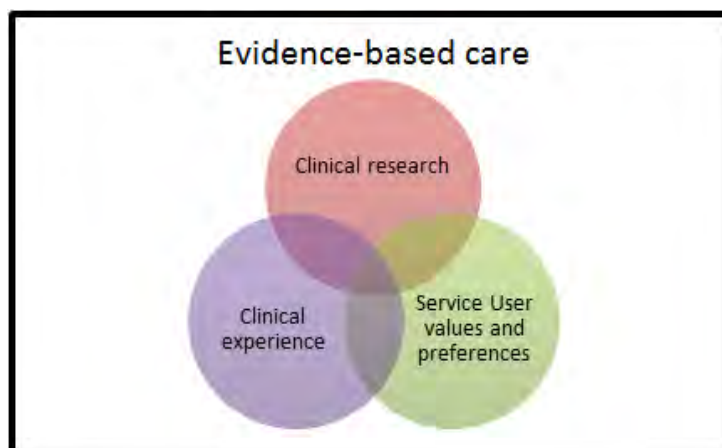 Evidence-based care
Clinical research
Clinical
experience
Service User
values and
preferences